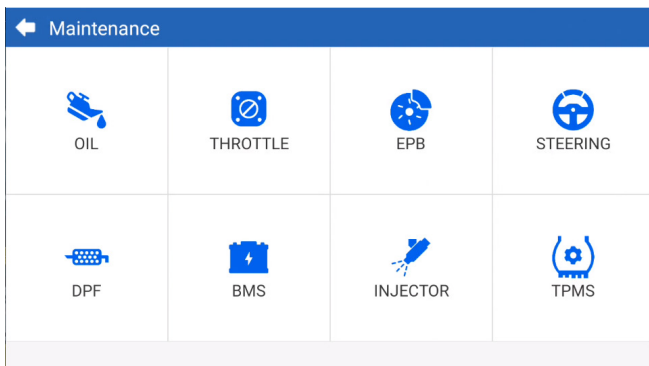 Maintenance
OIL THROTTLE EPB STEERING
DPF BMS INJECTOR TPMS